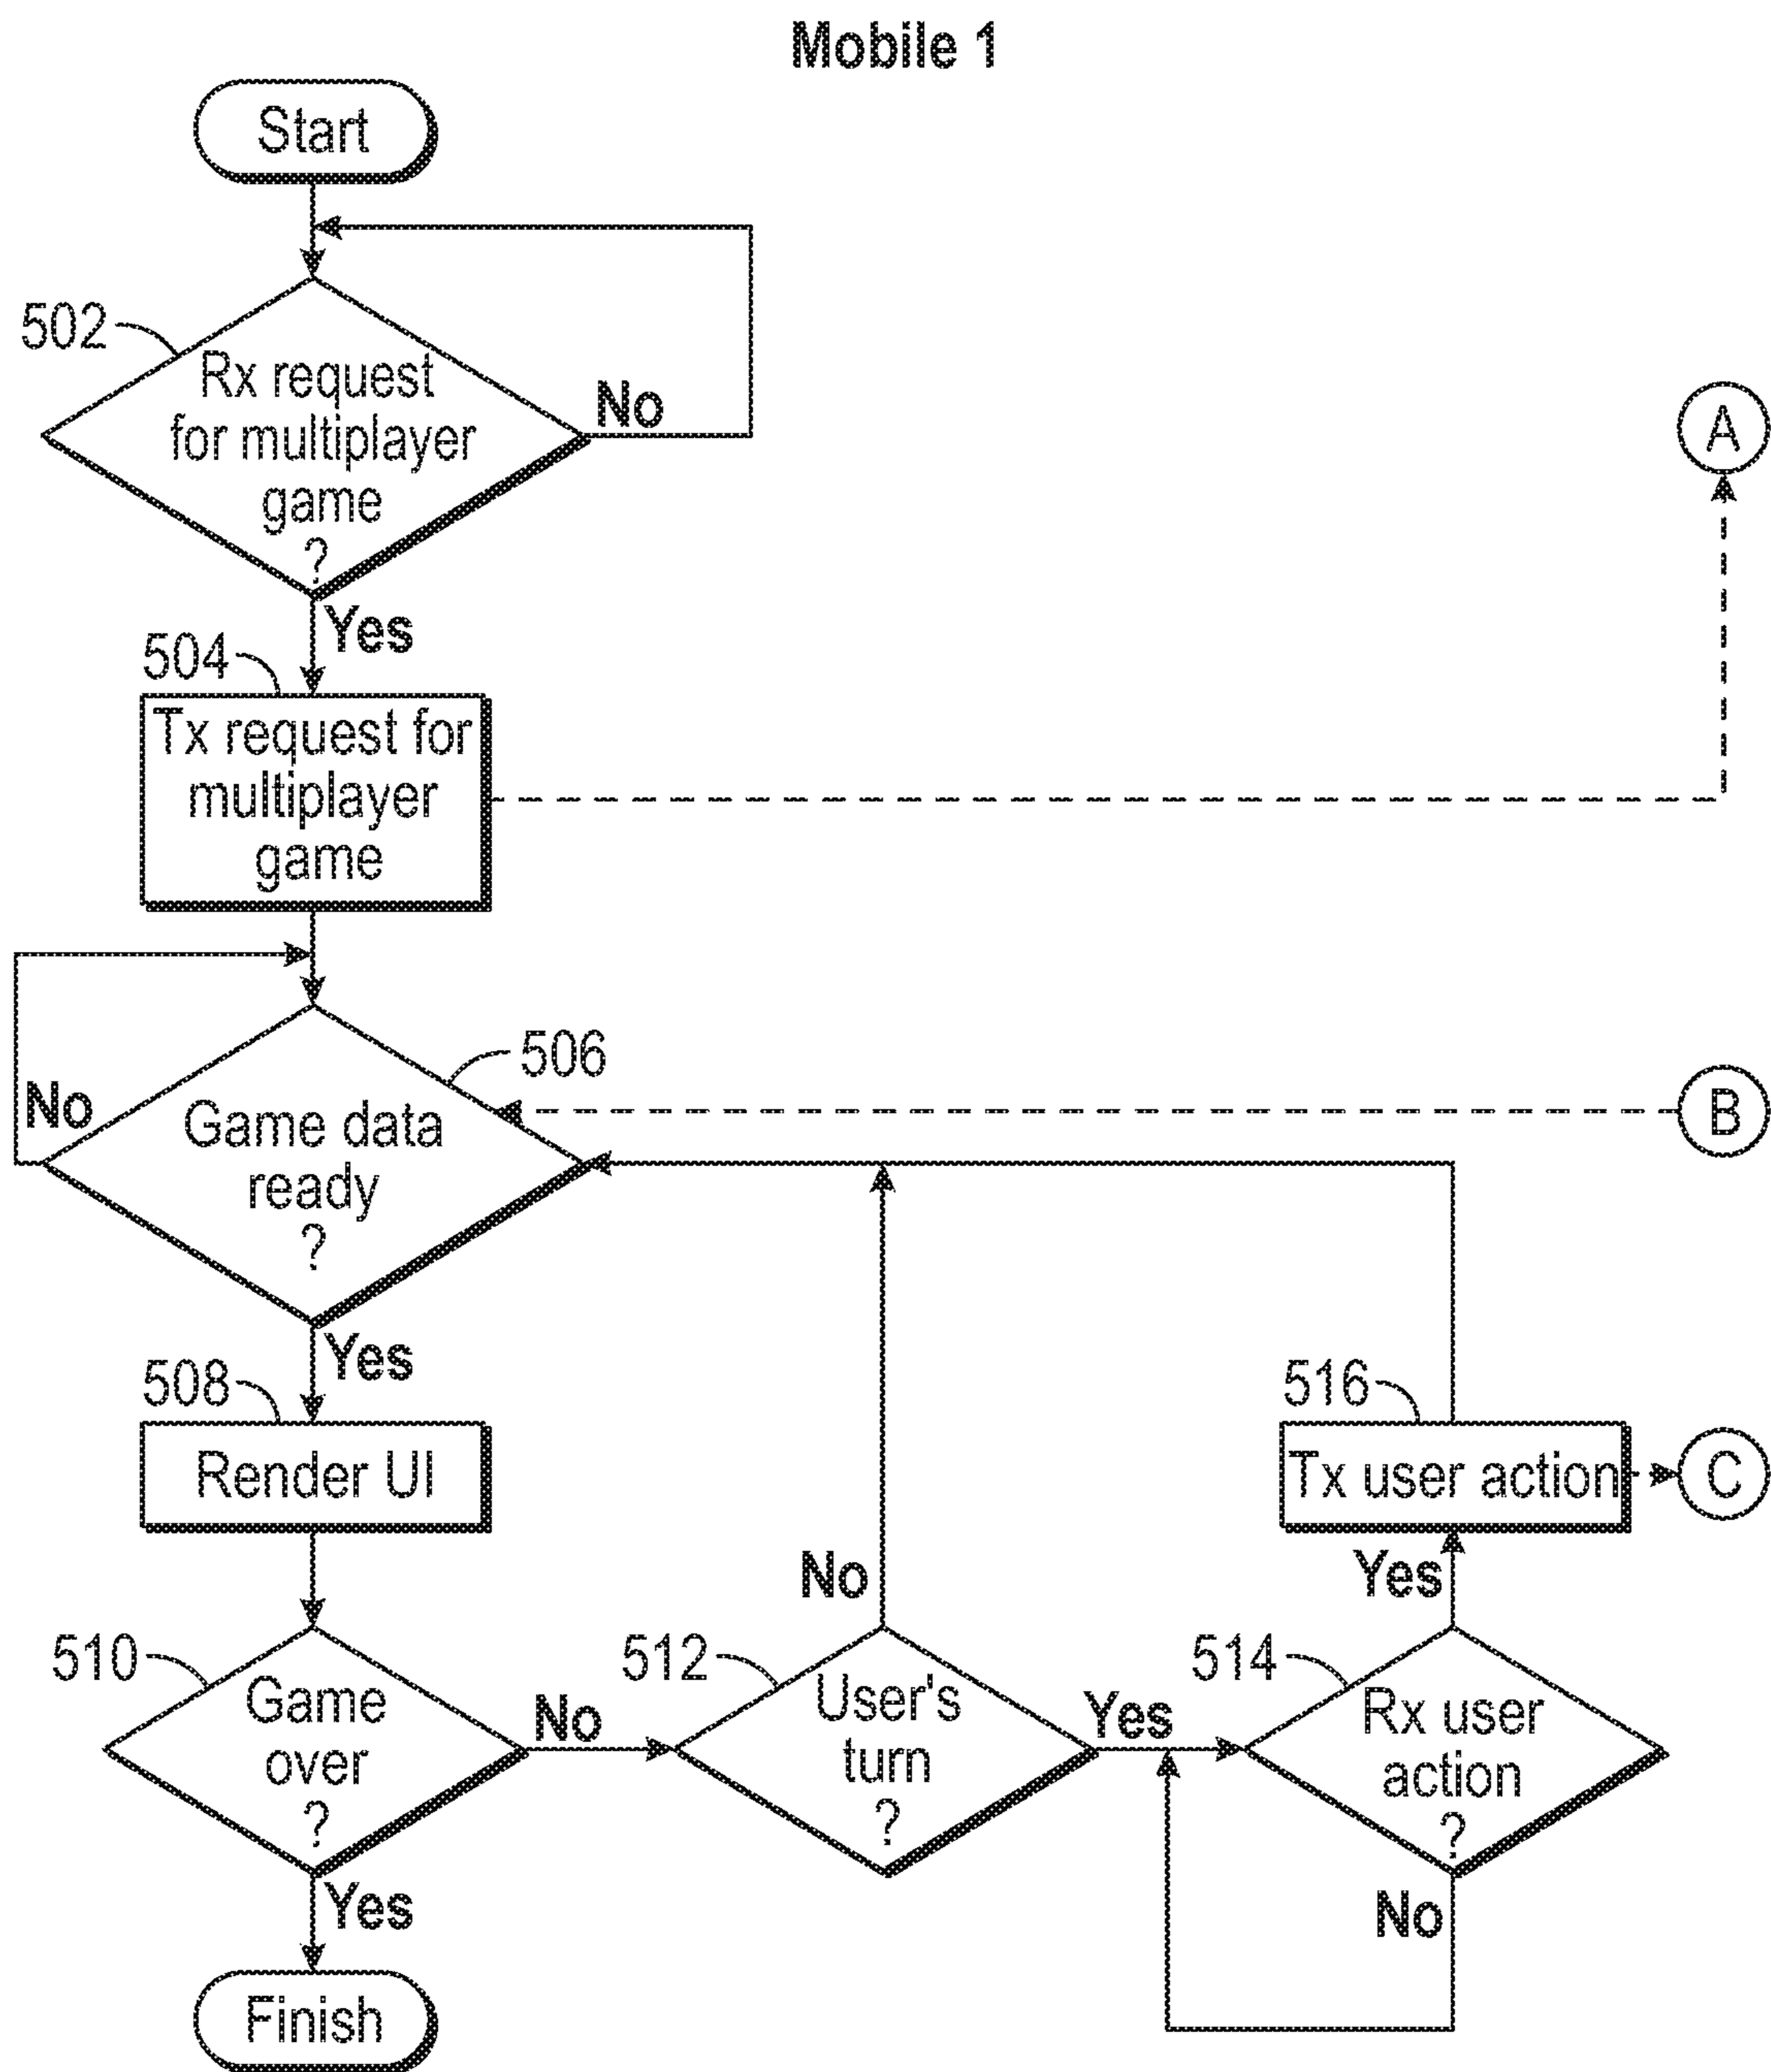 Mobile 1
Start
502
Rx request
for multiplayer
game
?
No
A
Yes
504
Tx request for
multiplayer
game
506
No
Game data
ready
?
B
Yes
508
Render UI
516
Tx user action
C
No
Yes
510
Game
over
?
No
512
User's
turn
?
Yes
514
Rx user
action
?
Yes
No
Finish